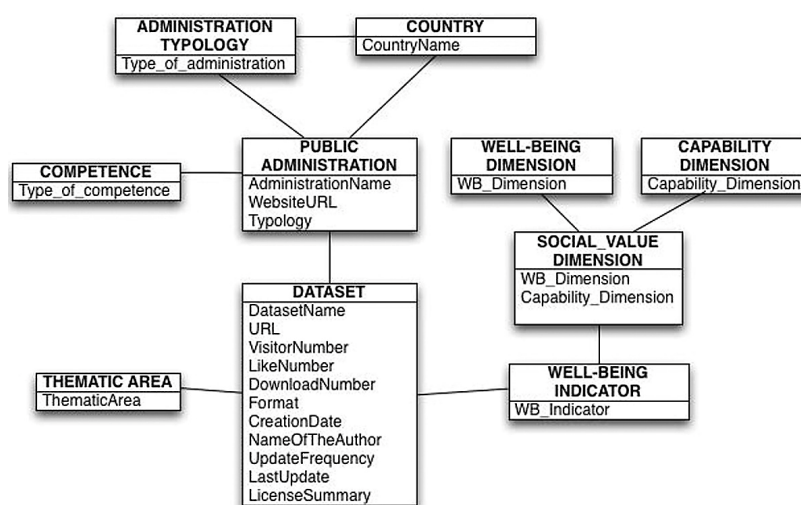 ADMINISTRATION
TYPOLOGY
Type_of_administration
COUNTRY
CountryName
PUBLIC
ADMINISTRATION
AdministrationName
WebsiteURL
Typology
WELL-BEING
DIMENSION
WB_Dimension
CAPABILITY
DIMENSION
Capability_Dimension
COMPETENCE
Type_of_competence
SOCIAL_VALUE
DIMENSION
WB_Dimension
Capability_Dimension
DATASET
DatasetName
URL
VisitorNumber
LikeNumber
DownloadNumber
Format
CreationDate
NameOfTheAuthor
UpdateFrequency
LastUpdate
LicenseSummary
THEMATIC AREA
ThematicArea
WELL-BEING
INDICATOR
WB_Indicator